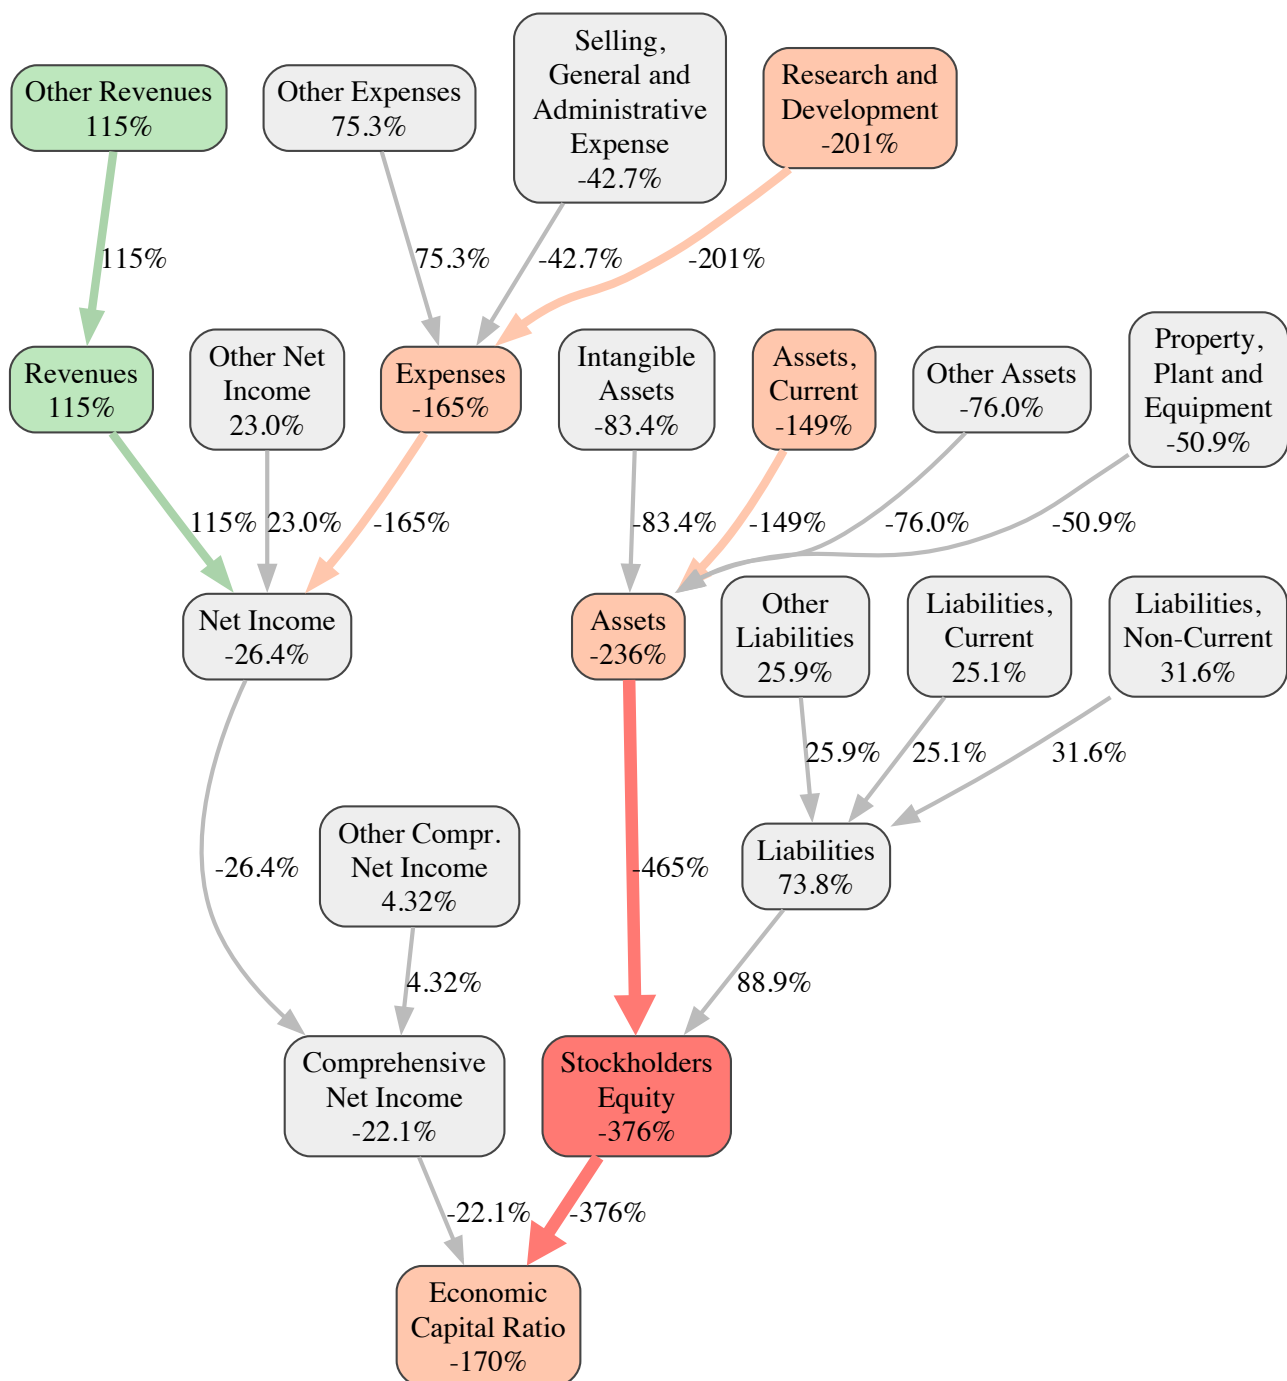 Other Revenues
115%
Other Expenses
75.3%
Selling,
General and
Administrative
Expense
-42.7%
Research and
Development
-201%
115%
75.3%
-42.7%
-201%
Revenues
115%
Other Net
Income
23.0%
Expenses
-165%
Intangible
Assets
-83.4%
Assets,
Current
-149%
Other Assets
-76.0%
Property,
Plant and
Equipment
-50.9%
115%
23.0%
-165%
-83.4%
-149%
-76.0%
-50.9%
Net Income
-26.4%
Assets
-236%
Other
Liabilities
25.9%
Liabilities,
Current
25.1%
Liabilities,
Non-Current
31.6%
25.9%
25.1%
31.6%
Other Compr.
Net Income
4.32%
Liabilities
73.8%
-26.4%
-465%
4.32%
88.9%
Comprehensive
Net Income
-22.1%
Stockholders
Equity
-376%
-22.1%
-376%
Economic
Capital Ratio
-170%